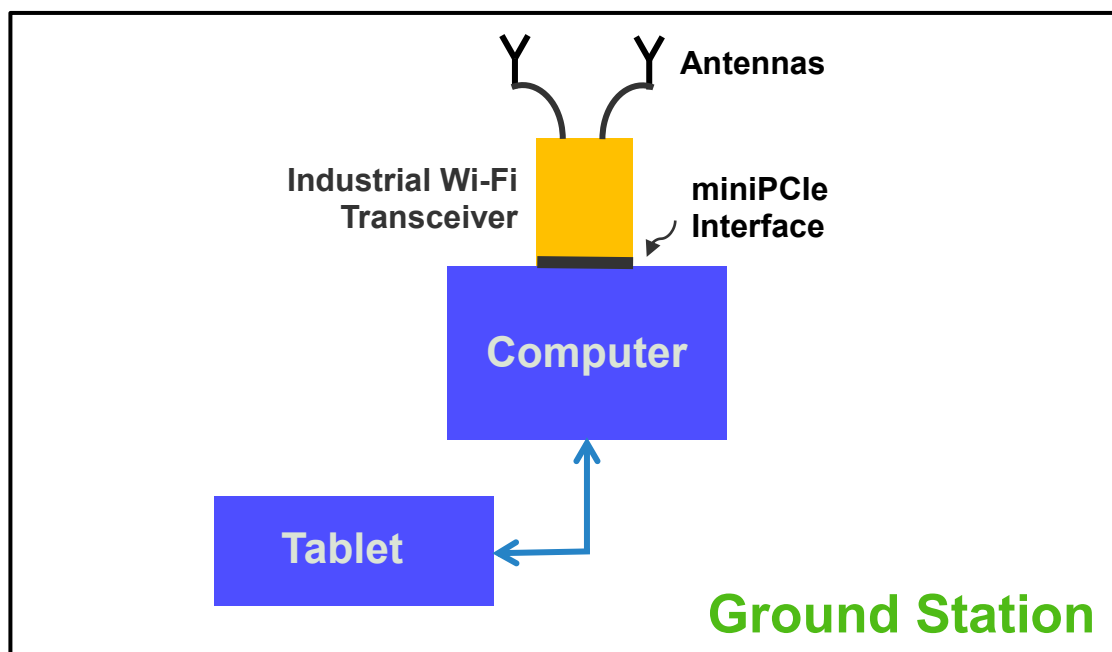 Antennas
Industrial Wi-Fi
Transceiver
miniPCIe
Interface
Computer
Tablet
Ground Station